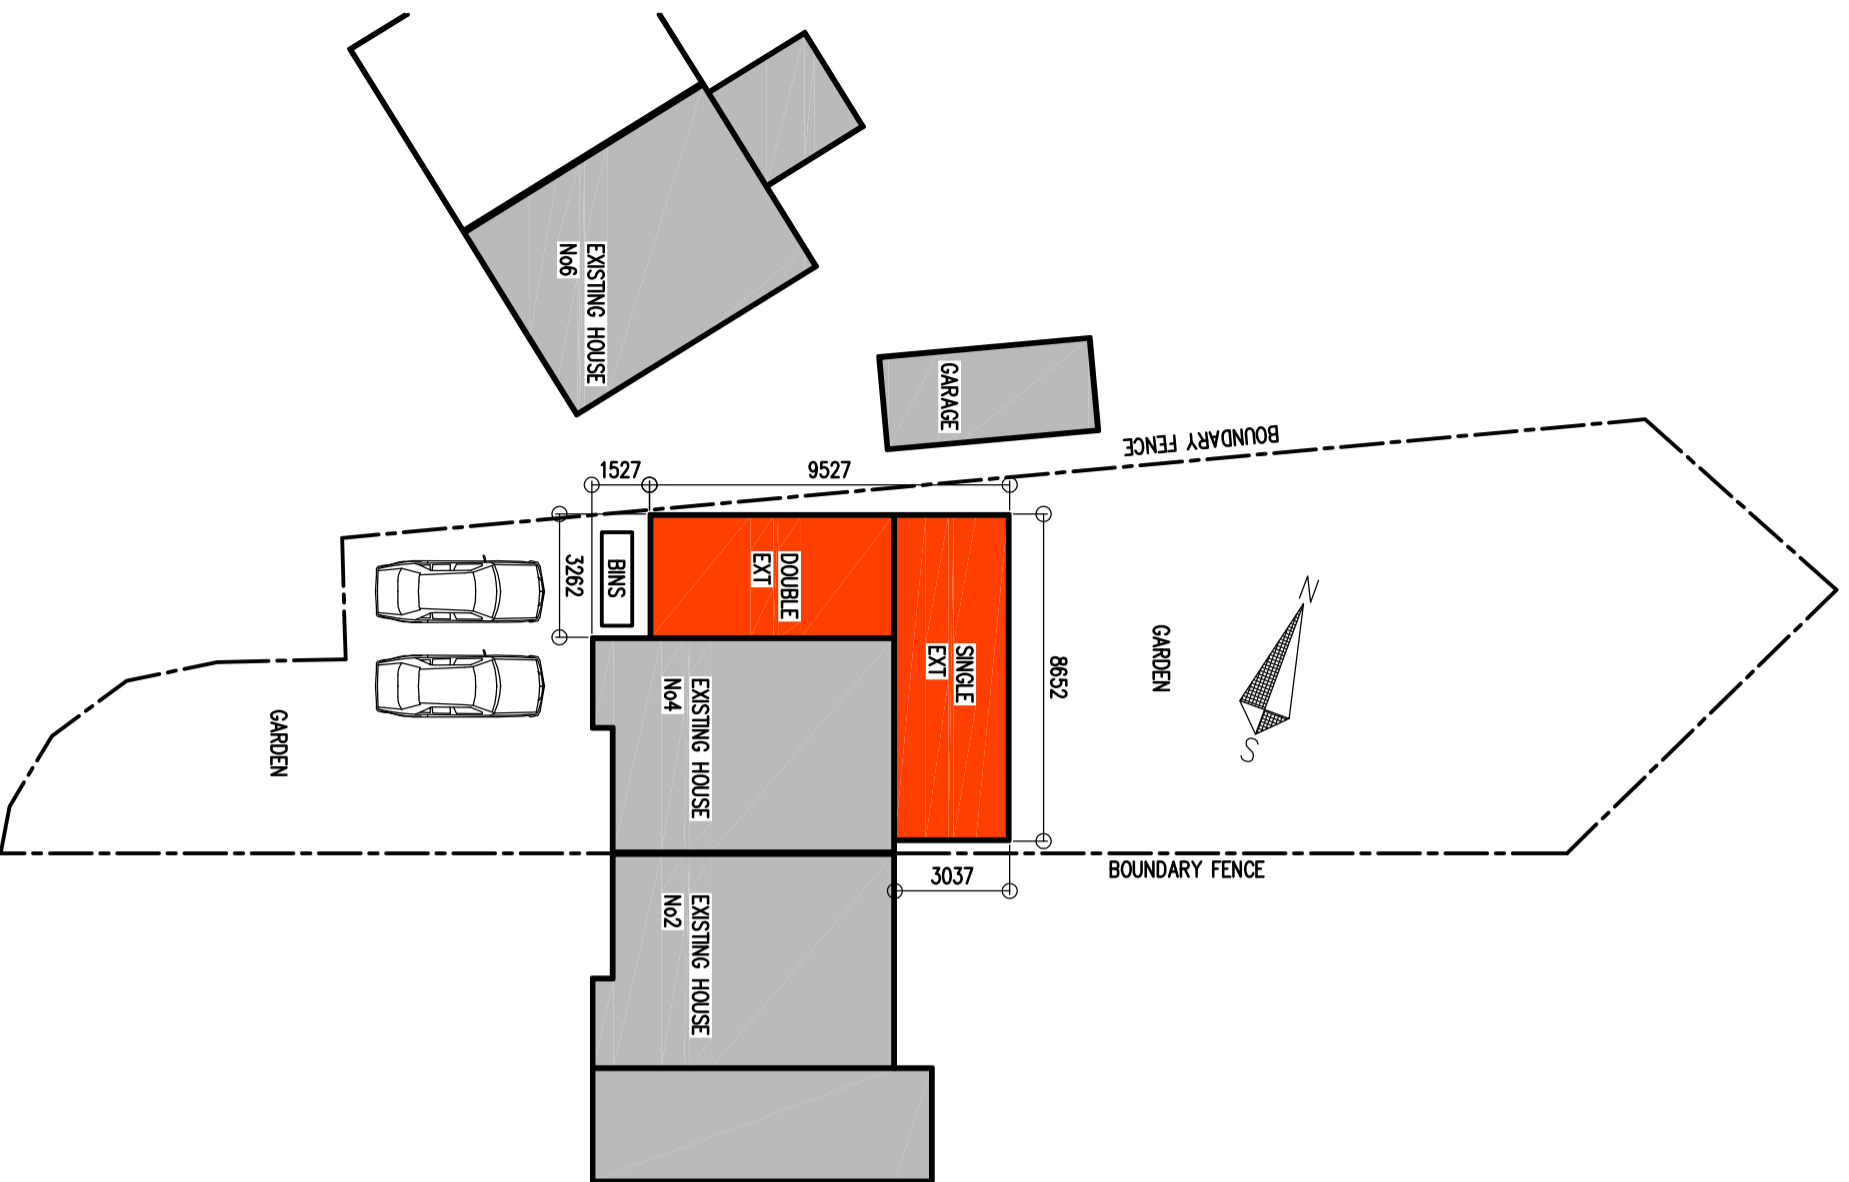 EXISTING HOUSE
No6
GARAGE
BOUNDARY FENCE
1527
9527
3262
BINS
DOUBLE
EXT
SINGLE
EXT
8652
GARDEN
N
S
EXISTING HOUSE
No4
GARDEN
3037
BOUNDARY FENCE
EXISTING HOUSE
No2